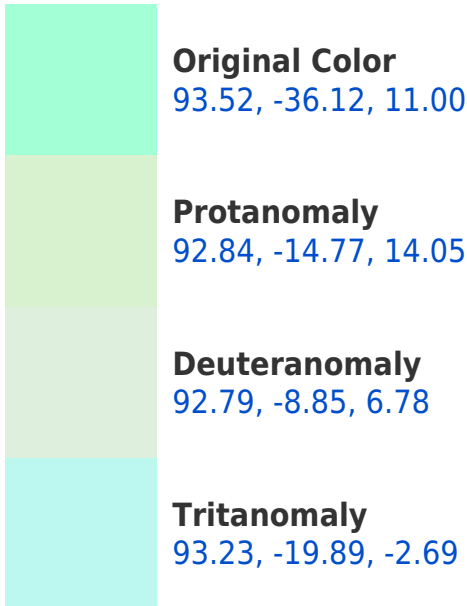 Original Color
93.52, -36.12, 11.00
Protanomaly
92.84, -14.77, 14.05
Deuteranomaly
92.79, -8.85, 6.78
Tritanomaly
93.23, -19.89, -2.69